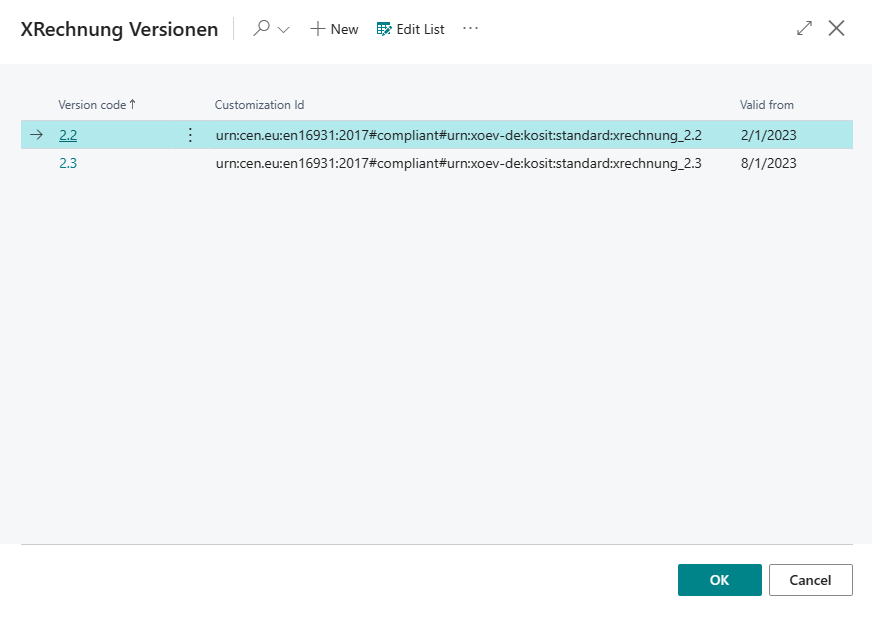 XRechnung Versionen New Edit List
Version code↑ Customization Id Valid from
2.2 urn:cen.eu:en16931:2017#compliant#urn:xoev-de:kosit:standard:xrechnung_2.2 2/1/2023
2.3 urn:cen.eu:en16931:2017#compliant#urn:xoev-de:kosit:standard:xrechnung_2.3 8/1/2023
OK Cancel